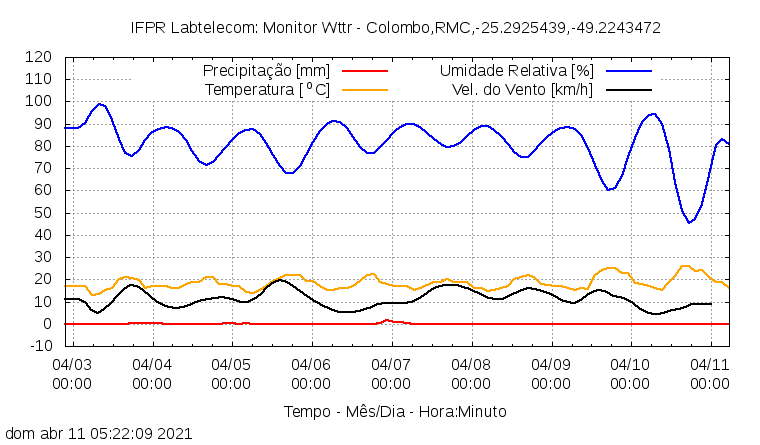 IFPR Labtelecom: Monitor Wttr - Colombo,RMC,-25.2925439,-49.2243472
Precipitação [mm]
Temperatura [ ⁰C]
Umidade Relativa [%]
Vel. do Vento [km/h]
120
110
100
90
80
70
60
50
40
30
20
10
0
-10
04/03 04/04 04/05 04/06 04/07 04/08 04/09 04/10 04/11
00:00 00:00 00:00 00:00 00:00 00:00 00:00 00:00 00:00
Tempo - Mês/Dia - Hora:Minuto
dom abr 11 05:22:09 2021